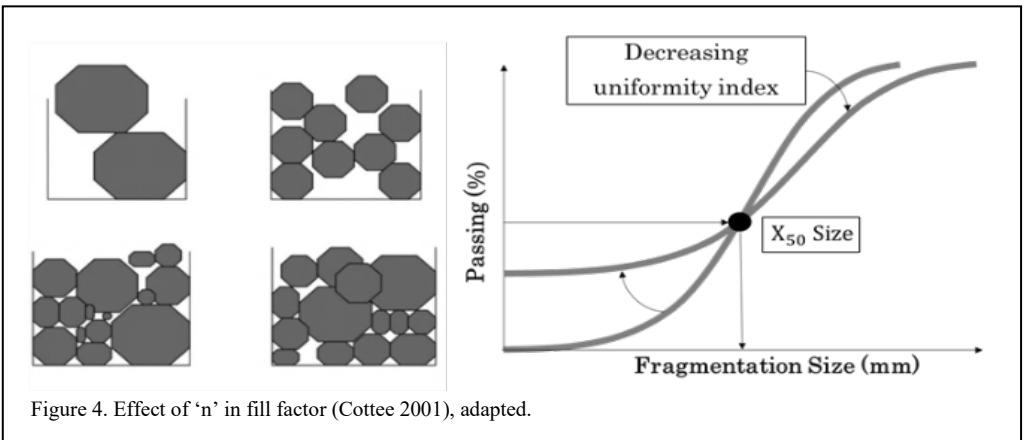 Decreasing
uniformity index
Passing (%)
X₅₀ Size
Fragmentation Size (mm)
Figure 4. Effect of ‘n’ in fill factor (Cottee 2001), adapted.